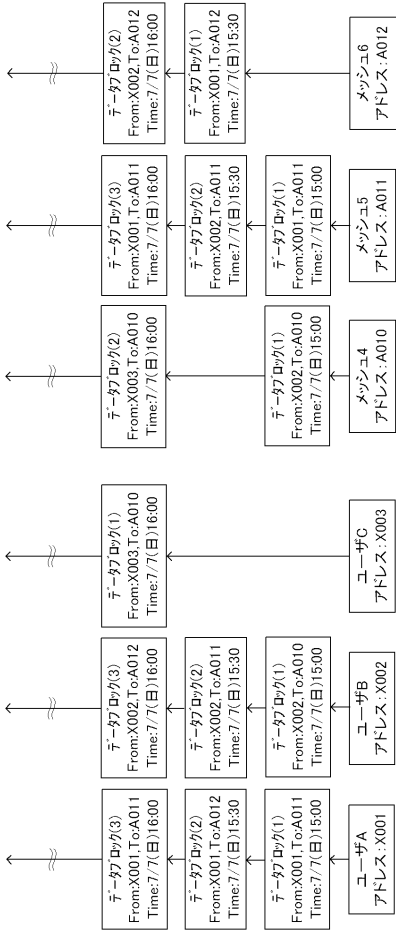 データブロック(3)
From:X001,To:A011
Time:7/7(日)16:00
データブロック(2)
From:X001,To:A012
Time:7/7(日)15:30
データブロック(1)
From:X001,To:A011
Time:7/7(日)15:00
ユーザA
アドレス:X001
データブロック(3)
From:X002,To:A012
Time:7/7(日)16:00
データブロック(2)
From:X002,To:A011
Time:7/7(日)15:30
データブロック(1)
From:X002,To:A010
Time:7/7(日)15:00
ユーザB
アドレス:X002
データブロック(1)
From:X003,To:A010
Time:7/7(日)16:00
ユーザC
アドレス:X003
データブロック(2)
From:X003,To:A010
Time:7/7(日)16:00
データブロック(1)
From:X002,To:A010
Time:7/7(日)15:00
メッシュ4
アドレス:A010
データブロック(3)
From:X001,To:A011
Time:7/7(日)16:00
データブロック(2)
From:X002,To:A011
Time:7/7(日)15:30
データブロック(1)
From:X001,To:A011
Time:7/7(日)15:00
メッシュ5
アドレス:A011
データブロック(2)
From:X002,To:A012
Time:7/7(日)16:00
データブロック(1)
From:X001,To:A012
Time:7/7(日)15:30
メッシュ6
アドレス:A012